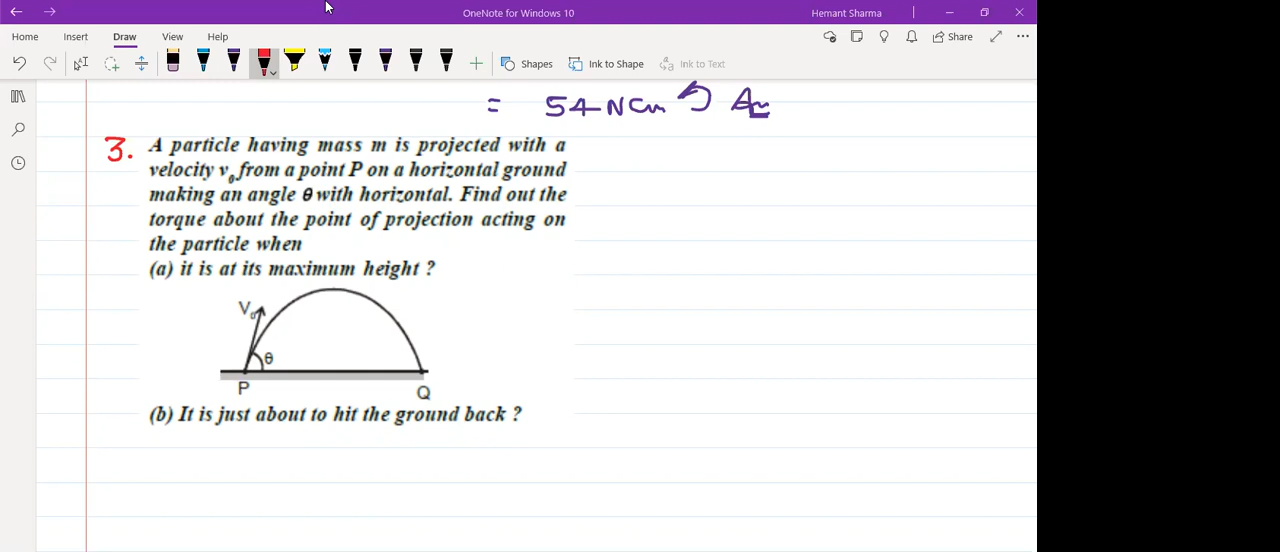 OneNote for Windows 10
Hemant Sharma
Home Insert Draw View Help
Share
Shapes
Ink to Shape
Ink to Text
= 54 N cm
3. A particle having mass m is projected with a
velocity v₀ from a point P on a horizontal ground
making an angle θ with horizontal. Find out the
torque about the point of projection acting on
the particle when
(a) it is at its maximum height ?
V₀
θ
P
Q
(b) It is just about to hit the ground back ?